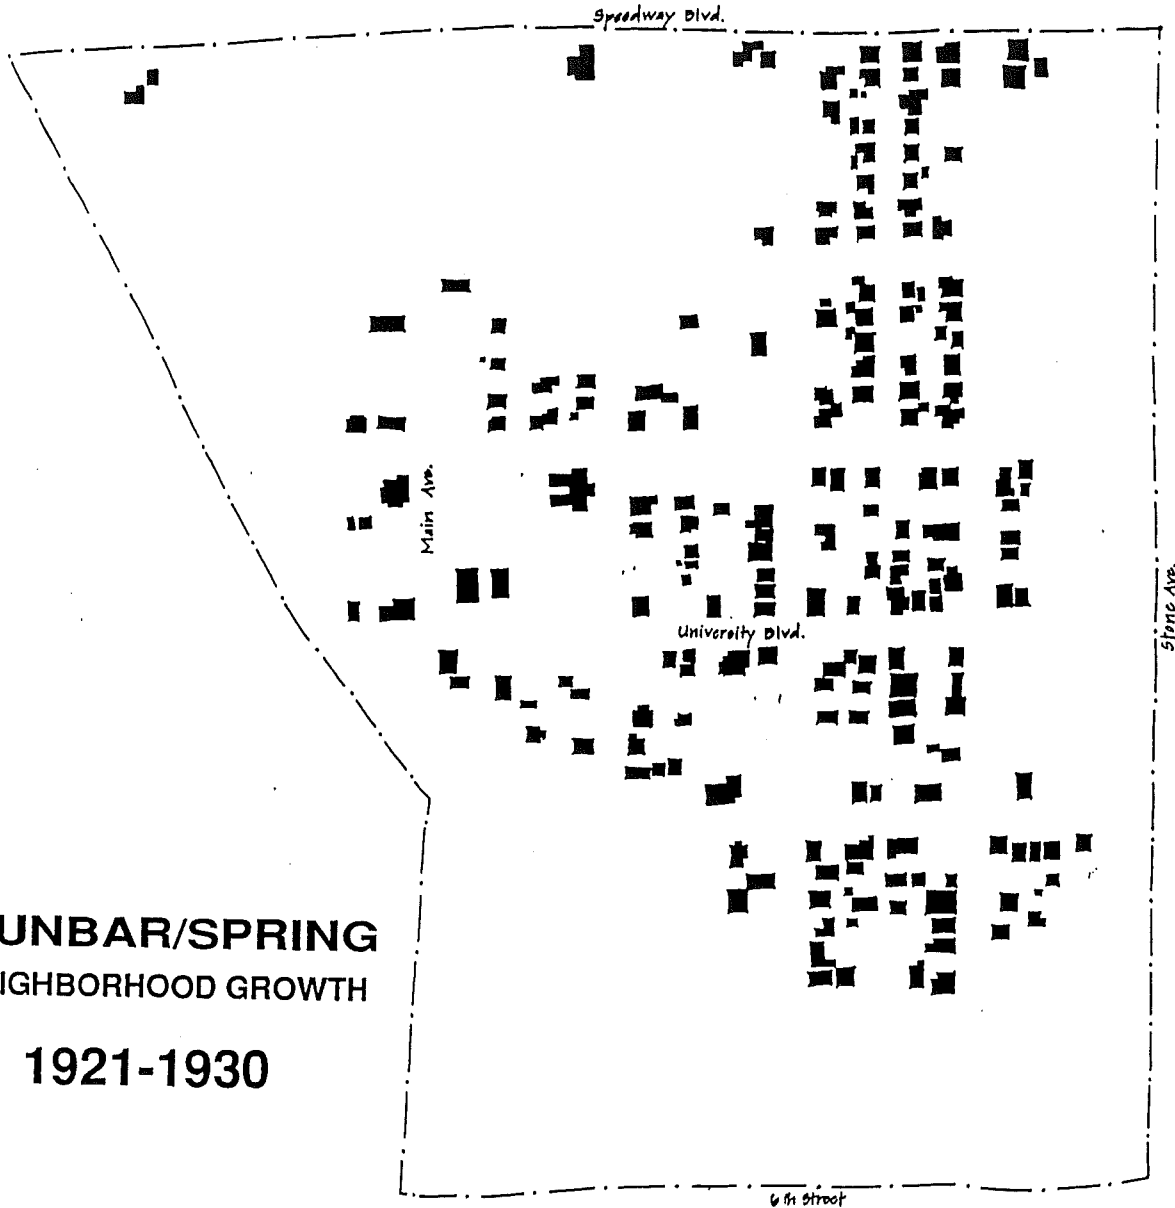 Speedway Blvd.
Main Ave.
University Blvd.
Stone Ave.
UNBAR/SPRING
IGHBORHOOD GROWTH
1921-1930
6th Street